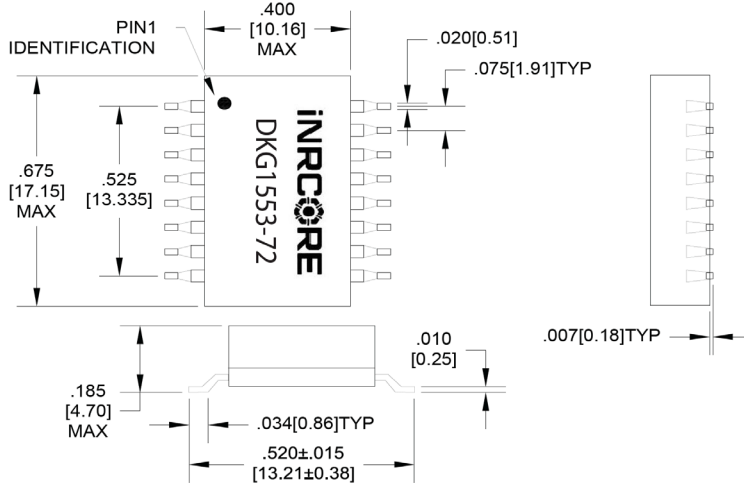 PIN1
IDENTIFICATION
.400
[10.16]
MAX
.020[0.51]
.075[1.91]TYP
.675
[17.15]
MAX
.525
[13.335]
iNRCORE
DKG1553-72
.007[0.18]TYP
.010
[0.25]
.185
[4.70]
MAX
.034[0.86]TYP
.520±.015
[13.21±0.38]